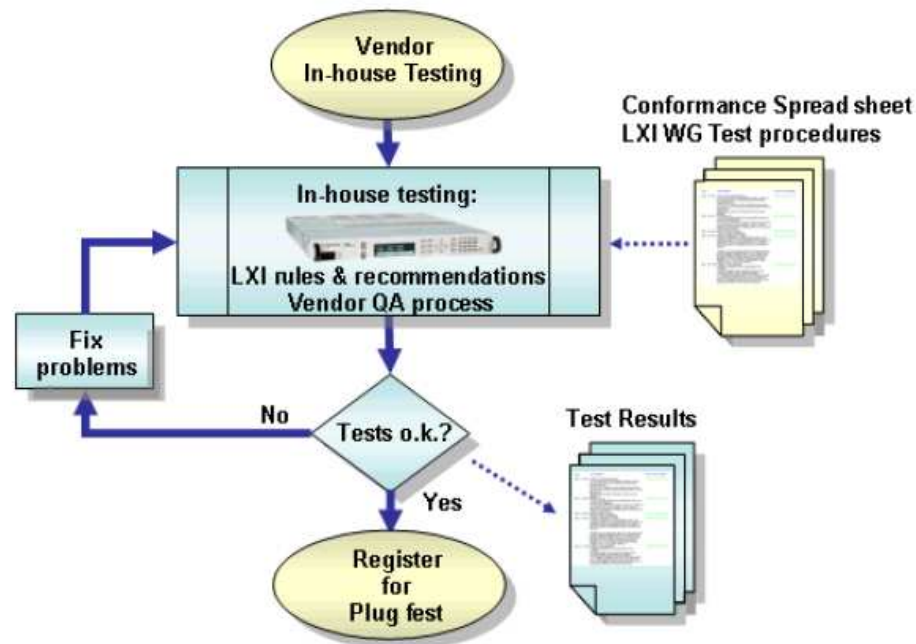 Vendor
In-house Testing
Conformance Spread sheet
LXI WG Test procedures
In-house testing:
LXI rules & recommendations
Vendor QA process
Fix
problems
No
Tests o.k.?
Test Results
Yes
Register
for
Plug fest